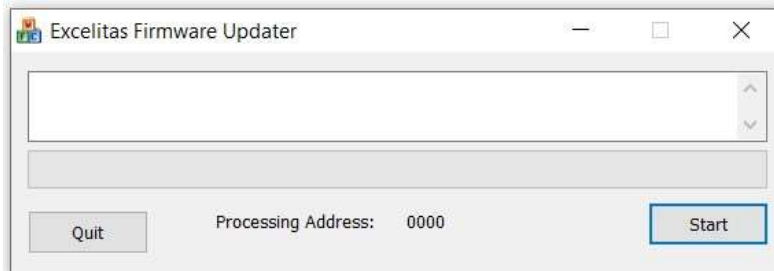 Excelitas Firmware Updater
Quit Processing Address: 0000 Start